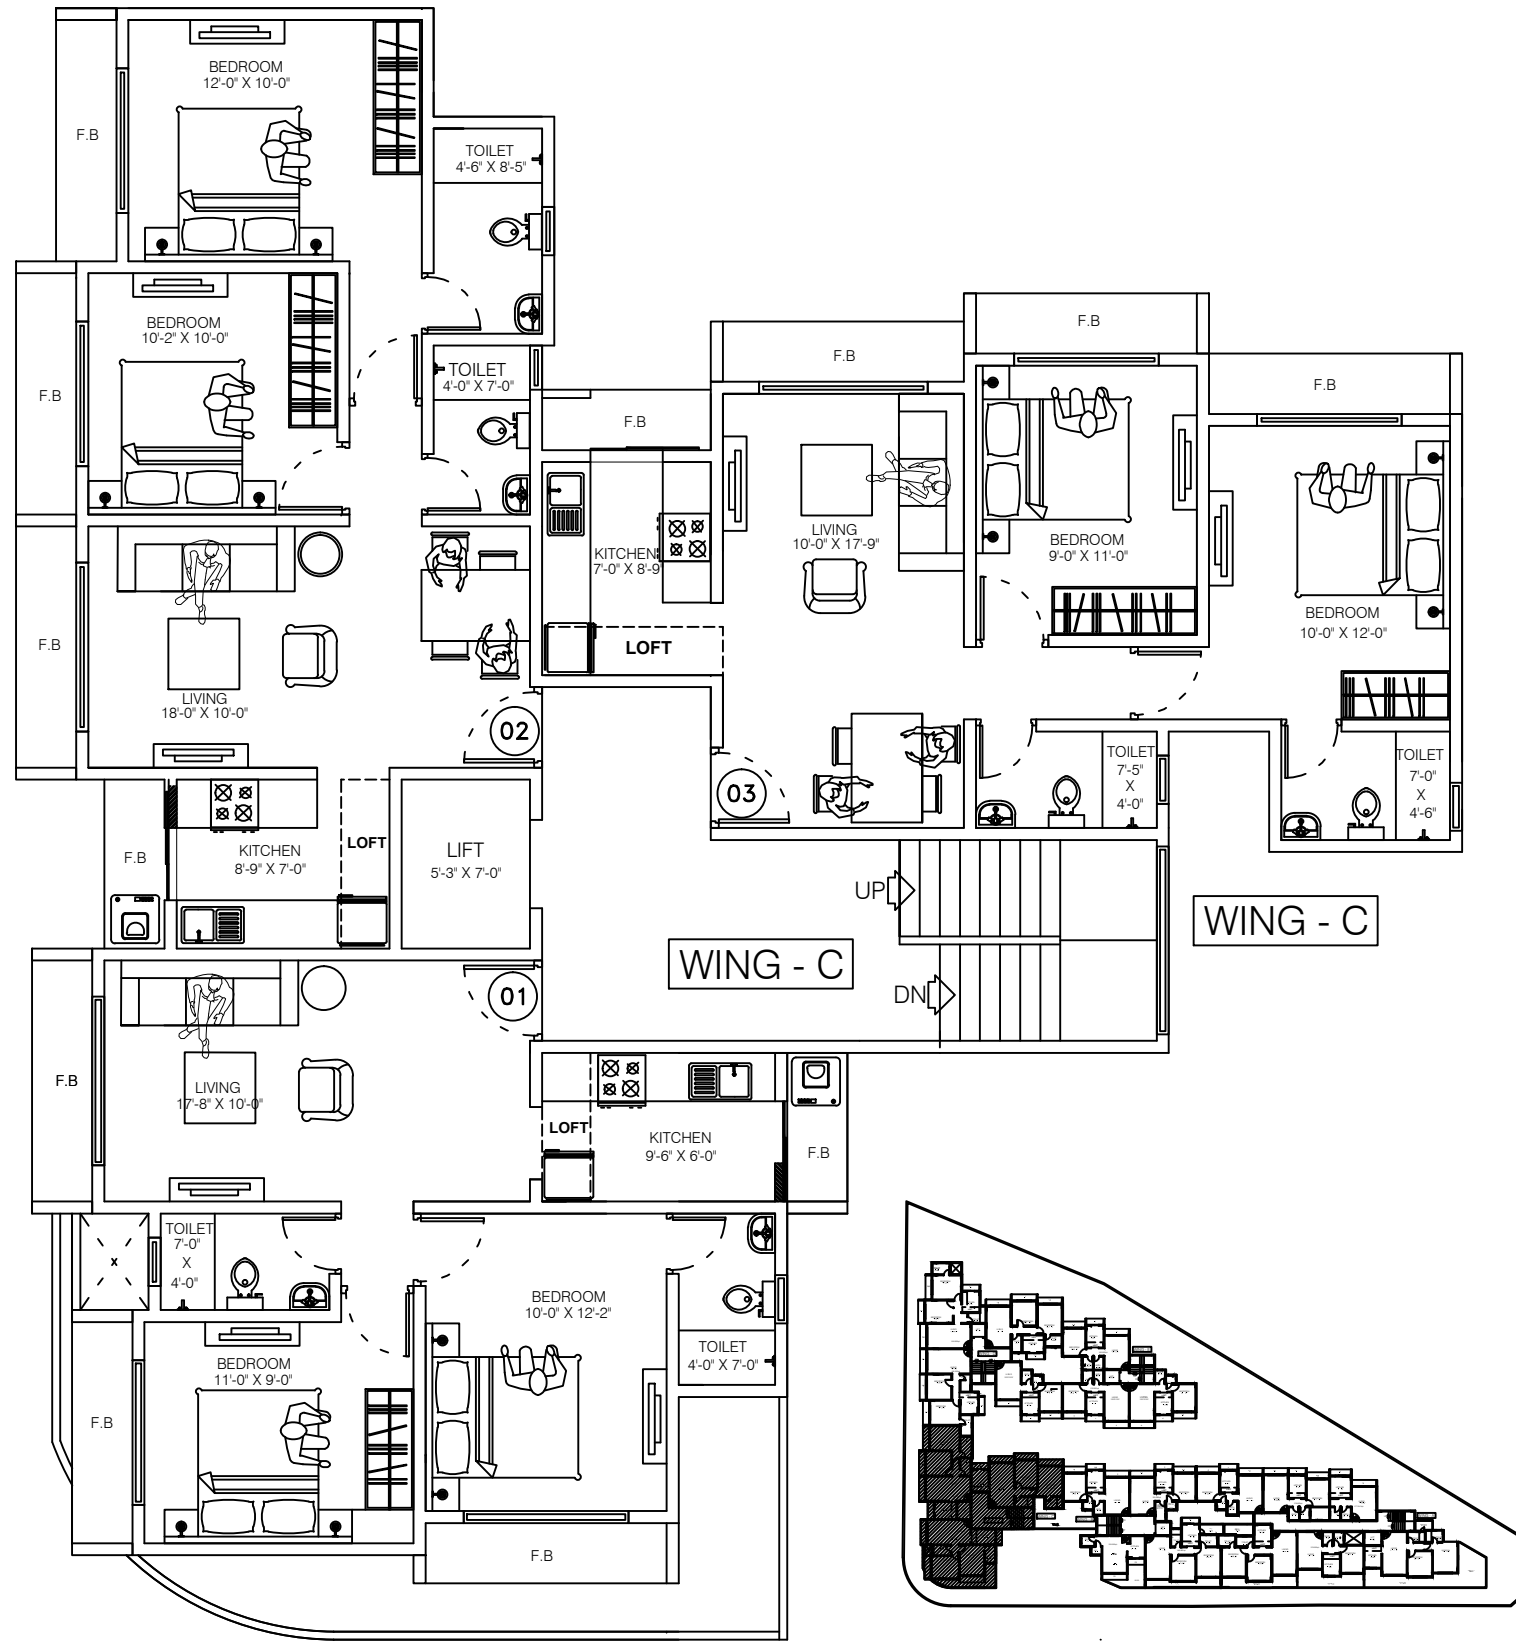 BEDROOM
12'-0" X 10'-0"
F.B
TOILET
4'-6" X 8'-5"
BEDROOM
10'-2" X 10'-0"
F.B
TOILET
4'-0" X 7'-0"
F.B
F.B
F.B
F.B
KITCHEN
7'-0" X 8'-9"
LOFT
LIVING
10'-0" X 17'-9"
BEDROOM
9'-0" X 11'-0"
BEDROOM
10'-0" X 12'-0"
F.B
LIVING
18'-0" X 10'-0"
02
03
TOILET
7'-5"
X
4'-0"
TOILET
7'-0"
X
4'-6"
F.B
KITCHEN
8'-9" X 7'-0"
LOFT
LIFT
5'-3" X 7'-0"
UP
WING - C
WING - C
DN
01
F.B
LIVING
17'-8" X 10'-0"
LOFT
KITCHEN
9'-6" X 6'-0"
F.B
X
TOILET
7'-0"
X
4'-0"
BEDROOM
10'-0" X 12'-2"
TOILET
4'-0" X 7'-0"
BEDROOM
11'-0" X 9'-0"
F.B
F.B